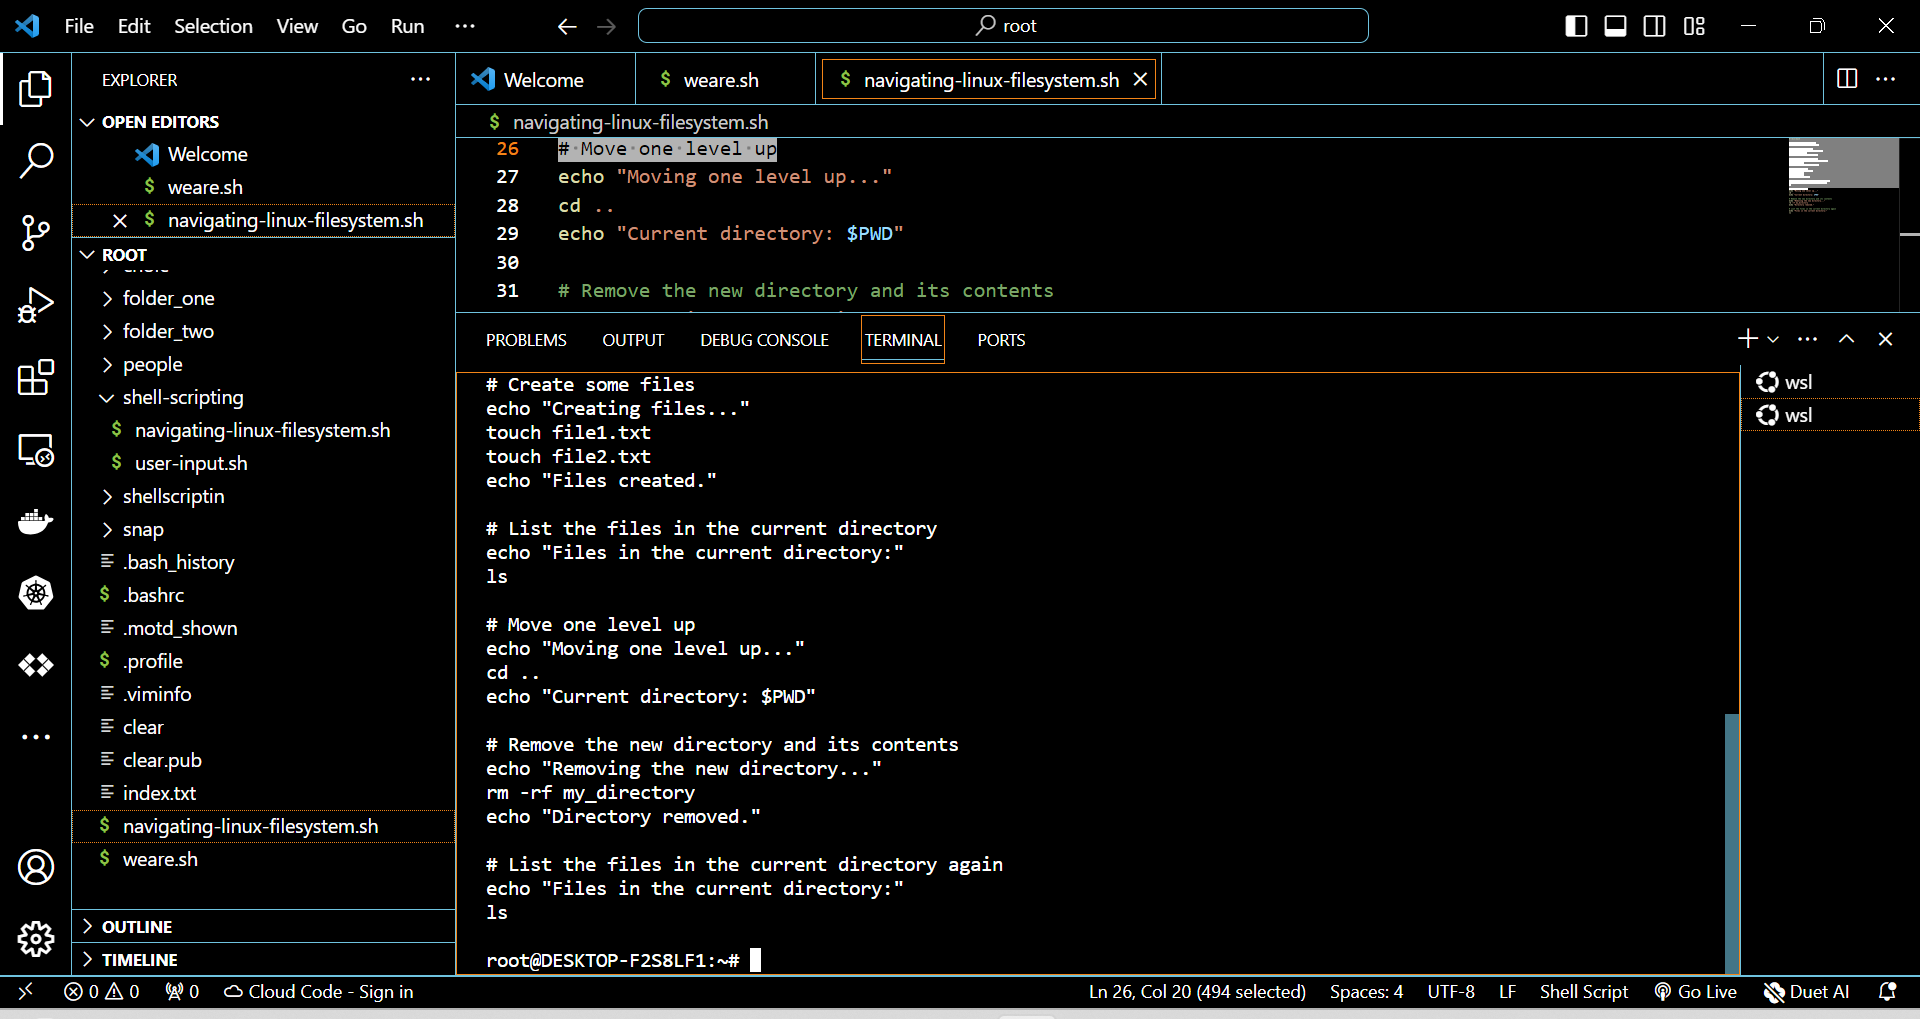 File Edit Selection View Go Run ···
root
EXPLORER
OPEN EDITORS
Welcome
weare.sh
navigating-linux-filesystem.sh
ROOT
folder_one
folder_two
people
shell-scripting
$ navigating-linux-filesystem.sh
$ user-input.sh
shellscriptin
snap
.bash_history
$ .bashrc
.motd_shown
$ .profile
.viminfo
clear
clear.pub
index.txt
$ navigating-linux-filesystem.sh
$ weare.sh
OUTLINE
TIMELINE
Welcome $ weare.sh $ navigating-linux-filesystem.sh
$ navigating-linux-filesystem.sh
26 # Move one level up
27 echo "Moving one level up..."
28 cd ..
29 echo "Current directory: $PWD"
30
31 # Remove the new directory and its contents
PROBLEMS OUTPUT DEBUG CONSOLE TERMINAL PORTS
# Create some files
echo "Creating files..."
touch file1.txt
touch file2.txt
echo "Files created."
# List the files in the current directory
echo "Files in the current directory:"
ls
# Move one level up
echo "Moving one level up..."
cd ..
echo "Current directory: $PWD"
# Remove the new directory and its contents
echo "Removing the new directory..."
rm -rf my_directory
echo "Directory removed."
# List the files in the current directory again
echo "Files in the current directory:"
ls
root@DESKTOP-F2S8LF1:~#
wsl
wsl
0 0 0 Cloud Code - Sign in Ln 26, Col 20 (494 selected) Spaces: 4 UTF-8 LF Shell Script Go Live Duet AI